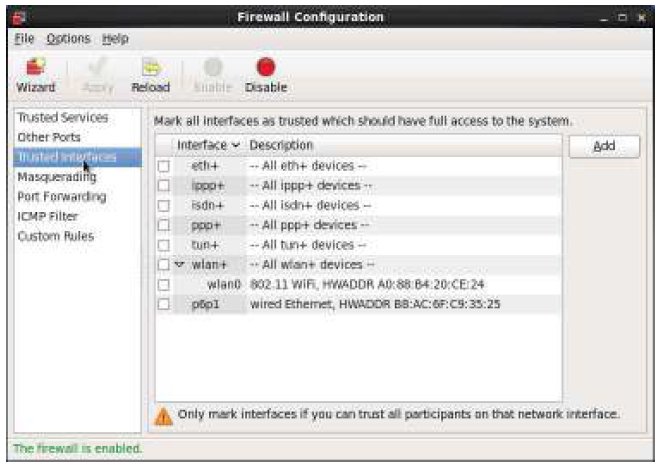 Firewall Configuration
File Options Help
Wizard Apply Reload Enable Disable
Trusted Services
Other Ports
Trusted Interfaces
Masquerading
Port Forwarding
ICMP Filter
Custom Rules
Mark all interfaces as trusted which should have full access to the system.
Interface Description
eth+ -- All eth+ devices --
ippp+ -- All ippp+ devices --
isdn+ -- All isdn+ devices --
ppp+ -- All ppp+ devices --
tun+ -- All tun+ devices --
wlan+ -- All wlan+ devices --
wlan0 802.11 WiFi, HWADDR A0:88:B4:20:CE:24
p6p1 wired Ethernet, HWADDR B8:AC:6F:C9:35:25
Add
Only mark interfaces if you can trust all participants on that network interface.
The firewall is enabled.